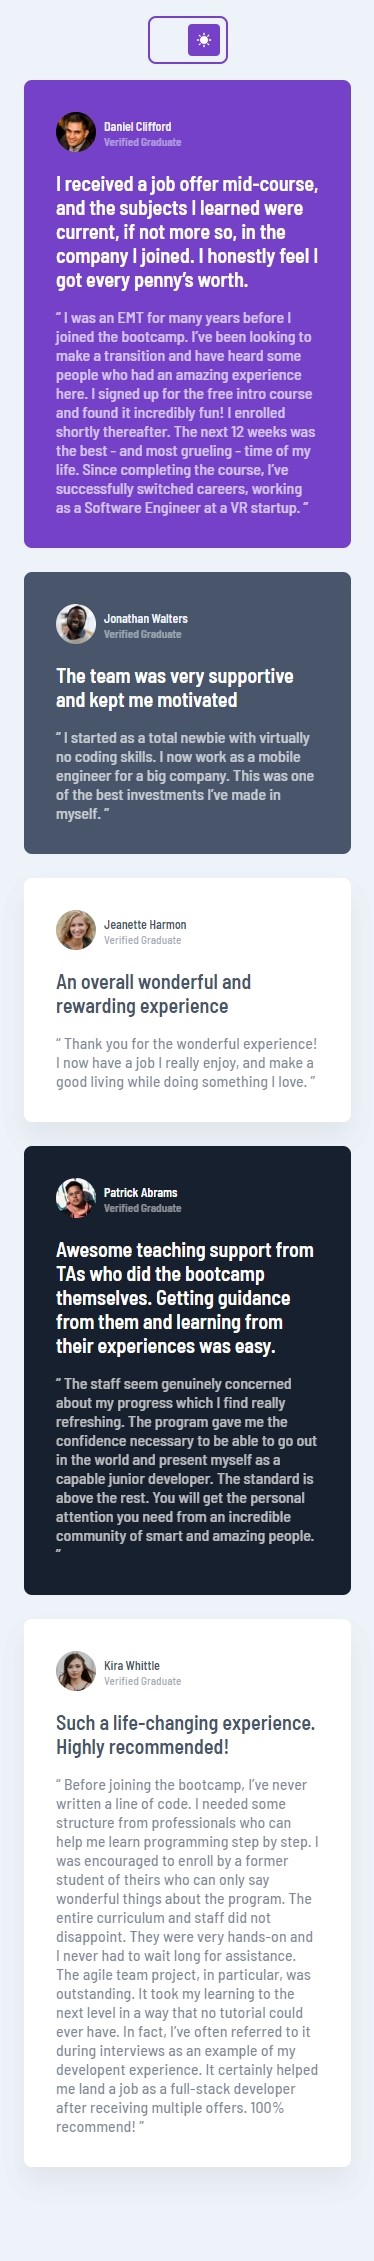 Daniel Clifford
Verified Graduate
I received a job offer mid-course,
and the subjects I learned were
current, if not more so, in the
company I joined. I honestly feel I
got every penny’s worth.
“ I was an EMT for many years before I
joined the bootcamp. I’ve been looking to
make a transition and have heard some
people who had an amazing experience
here. I signed up for the free intro course
and found it incredibly fun! I enrolled
shortly thereafter. The next 12 weeks was
the best - and most grueling - time of my
life. Since completing the course, I’ve
successfully switched careers, working
as a Software Engineer at a VR startup. ”
Jonathan Walters
Verified Graduate
The team was very supportive
and kept me motivated
“ I started as a total newbie with virtually
no coding skills. I now work as a mobile
engineer for a big company. This was one
of the best investments I’ve made in
myself. ”
Jeanette Harmon
Verified Graduate
An overall wonderful and
rewarding experience
“ Thank you for the wonderful experience!
I now have a job I really enjoy, and make a
good living while doing something I love. ”
Patrick Abrams
Verified Graduate
Awesome teaching support from
TAs who did the bootcamp
themselves. Getting guidance
from them and learning from
their experiences was easy.
“ The staff seem genuinely concerned
about my progress which I find really
refreshing. The program gave me the
confidence necessary to be able to go out
in the world and present myself as a
capable junior developer. The standard is
above the rest. You will get the personal
attention you need from an incredible
community of smart and amazing people.
”
Kira Whittle
Verified Graduate
Such a life-changing experience.
Highly recommended!
“ Before joining the bootcamp, I’ve never
written a line of code. I needed some
structure from professionals who can
help me learn programming step by step. I
was encouraged to enroll by a former
student of theirs who can only say
wonderful things about the program. The
entire curriculum and staff did not
disappoint. They were very hands-on and
I never had to wait long for assistance.
The agile team project, in particular, was
outstanding. It took my learning to the
next level in a way that no tutorial could
ever have. In fact, I’ve often referred to it
during interviews as an example of my
developent experience. It certainly helped
me land a job as a full-stack developer
after receiving multiple offers. 100%
recommend! ”